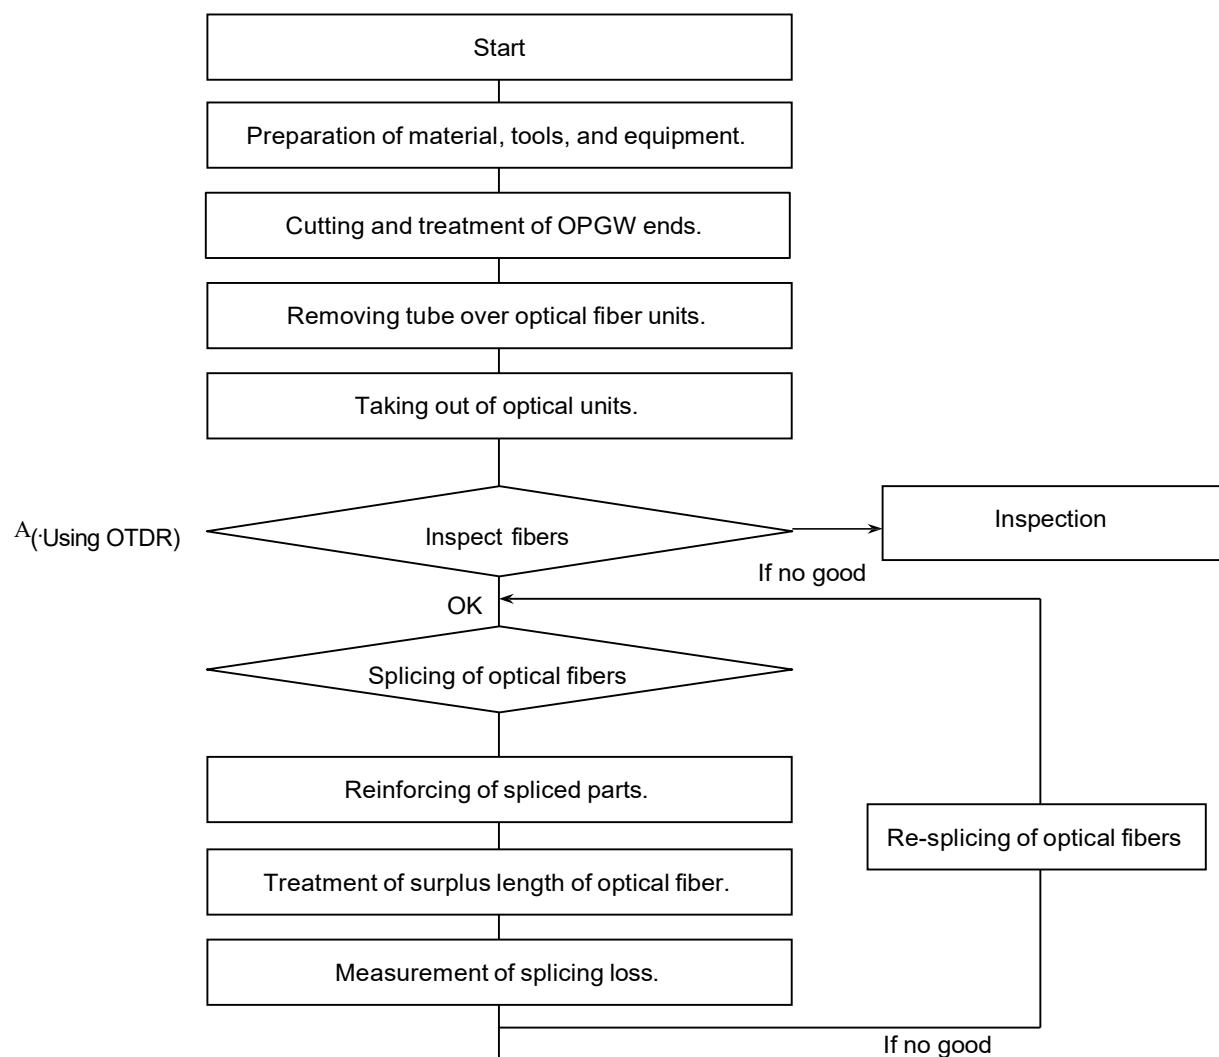 Start
Preparation of material, tools, and equipment.
Cutting and treatment of OPGW ends.
Removing tube over optical fiber units.
Taking out of optical units.
Inspection
A(·Using OTDR)
Inspect fibers
If no good
OK
Splicing of optical fibers
Reinforcing of spliced parts.
Re-splicing of optical fibers
Treatment of surplus length of optical fiber.
Measurement of splicing loss.
If no good